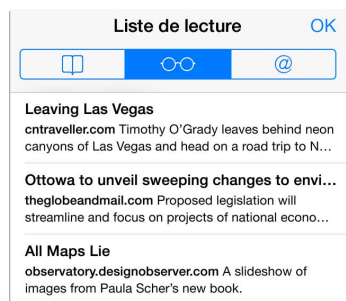 Liste de lecture
OK
@
Leaving Las Vegas
cntraveller.com Timothy O'Grady leaves behind neon
canyons of Las Vegas and head on a road trip to N...
Ottowa to unveil sweeping changes to envi...
theglobeandmail.com Proposed legislation will
streamline and focus on projects of national econo...
All Maps Lie
observatory.designobserver.com A slideshow of
images from Paula Scher's new book.